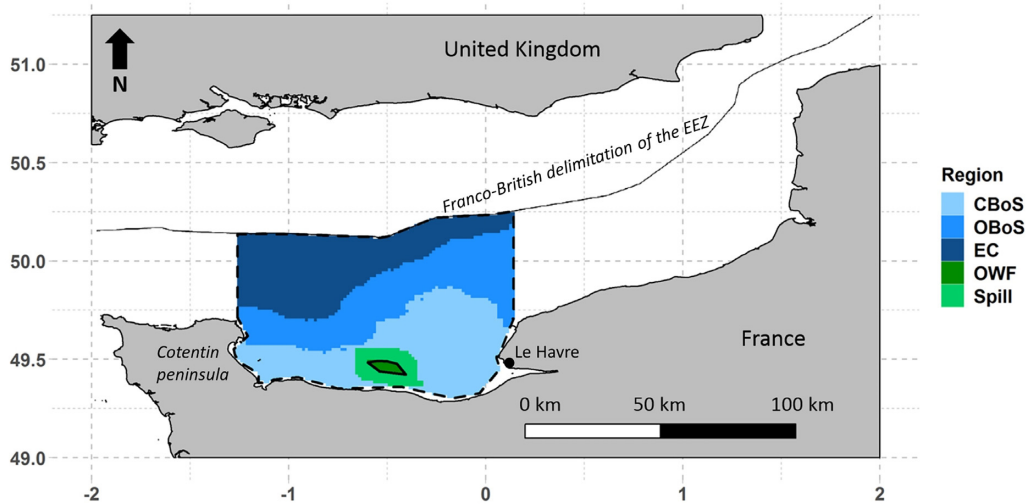 United Kingdom
N
51.0
50.5
50.0
49.5
49.0
Franco-British delimitation of the EEZ
Region
CBoS
OBoS
EC
OWF
Spill
France
Le Havre
Cotentin
peninsula
0 km 50 km 100 km
-2 -1 0 1 2